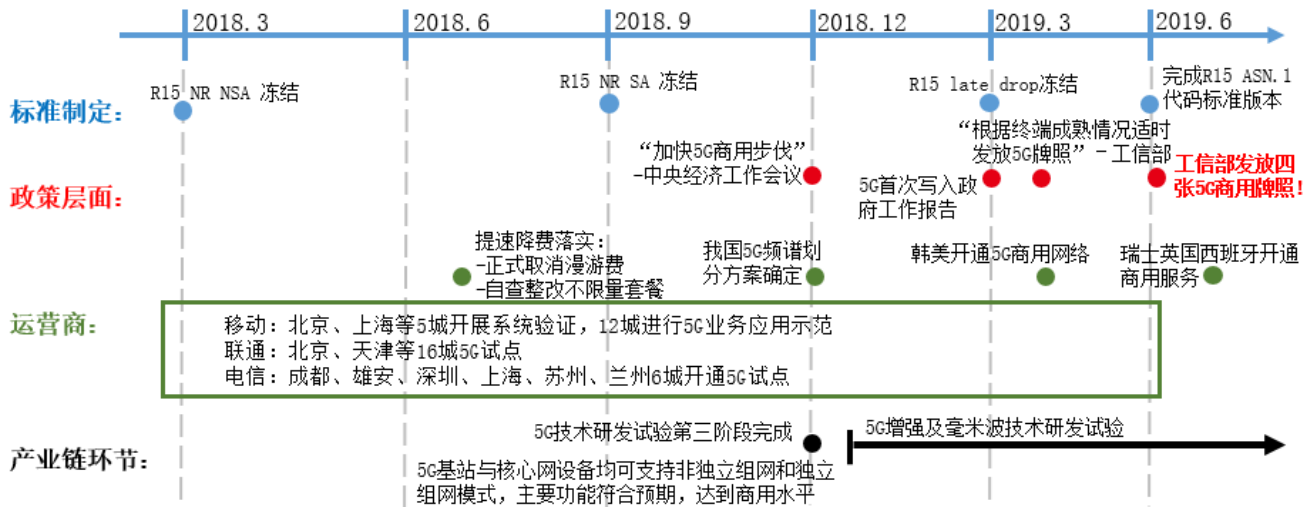 2018.3
2018.6
2018.9
2018.12
2019.3
2019.6
标准制定：
R15 NR NSA 冻结
R15 NR SA 冻结
R15 late drop冻结
完成R15 ASN.1
代码标准版本
政策层面：
“加快5G商用步伐”
-中央经济工作会议
5G首次写入政
府工作报告
“根据终端成熟情况适时
发放5G牌照”－工信部
工信部发放四
张5G商用牌照！
运营商：
提速降费落实：
-正式取消漫游费
-自查整改不限量套餐
我国5G频谱划
分方案确定
韩美开通5G商用网络
瑞士英国西班牙开通
商用服务
移动：北京、上海等5城开展系统验证，12城进行5G业务应用示范
联通：北京、天津等16城5G试点
电信：成都、雄安、深圳、上海、苏州、兰州6城开通5G试点
产业链环节：
5G技术研发试验第三阶段完成
5G基站与核心网设备均可支持非独立组网和独立
组网模式，主要功能符合预期，达到商用水平
5G增强及毫米波技术研发试验